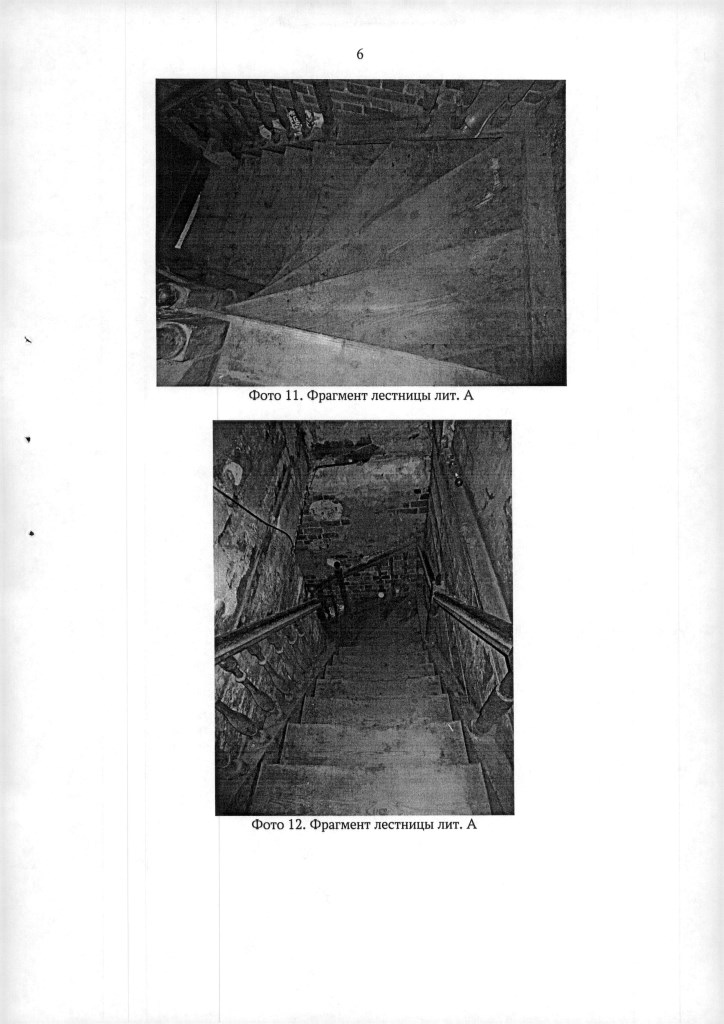 6
Фото 11. Фрагмент лестницы лит. А
Фото 12. Фрагмент лестницы лит. А